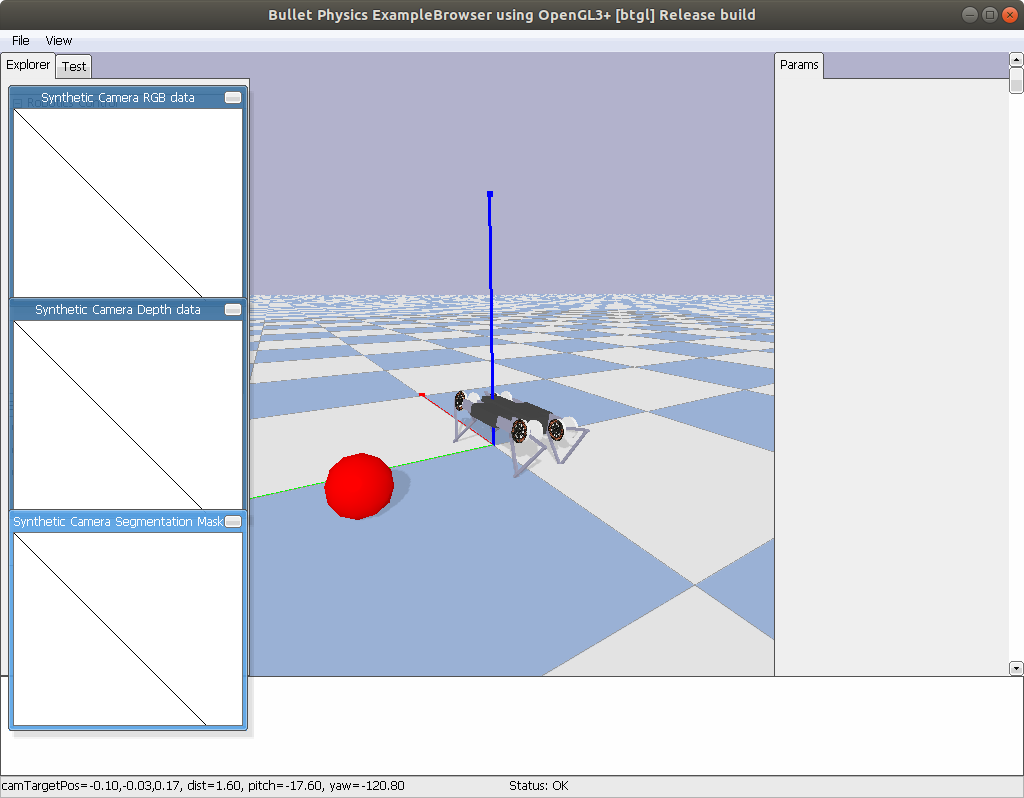 Bullet Physics ExampleBrowser using OpenGL3+ [btgl] Release build
File View
Explorer Test
Params
Synthetic Camera RGB data
Synthetic Camera Depth data
Synthetic Camera Segmentation Mask
camTargetPos=-0.10,-0.03,0.17, dist=1.60, pitch=-17.60, yaw=-120.80
Status: OK